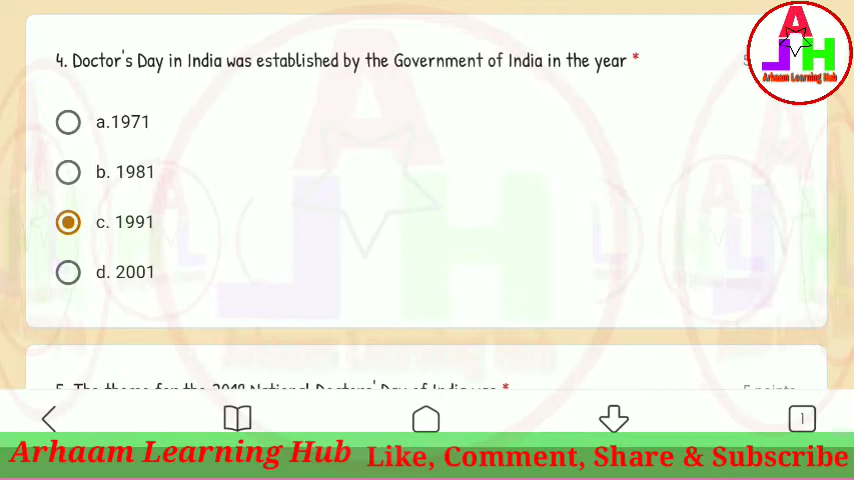 4. Doctor's Day in India was established by the Government of India in the year *
a.1971
b. 1981
c. 1991
d. 2001
A
J H
Arhaam Learning Hub
5. The theme for the 2019 National Doctors' Day of India was *
5 points
1
Arhaam Learning Hub Like, Comment, Share & Subscribe